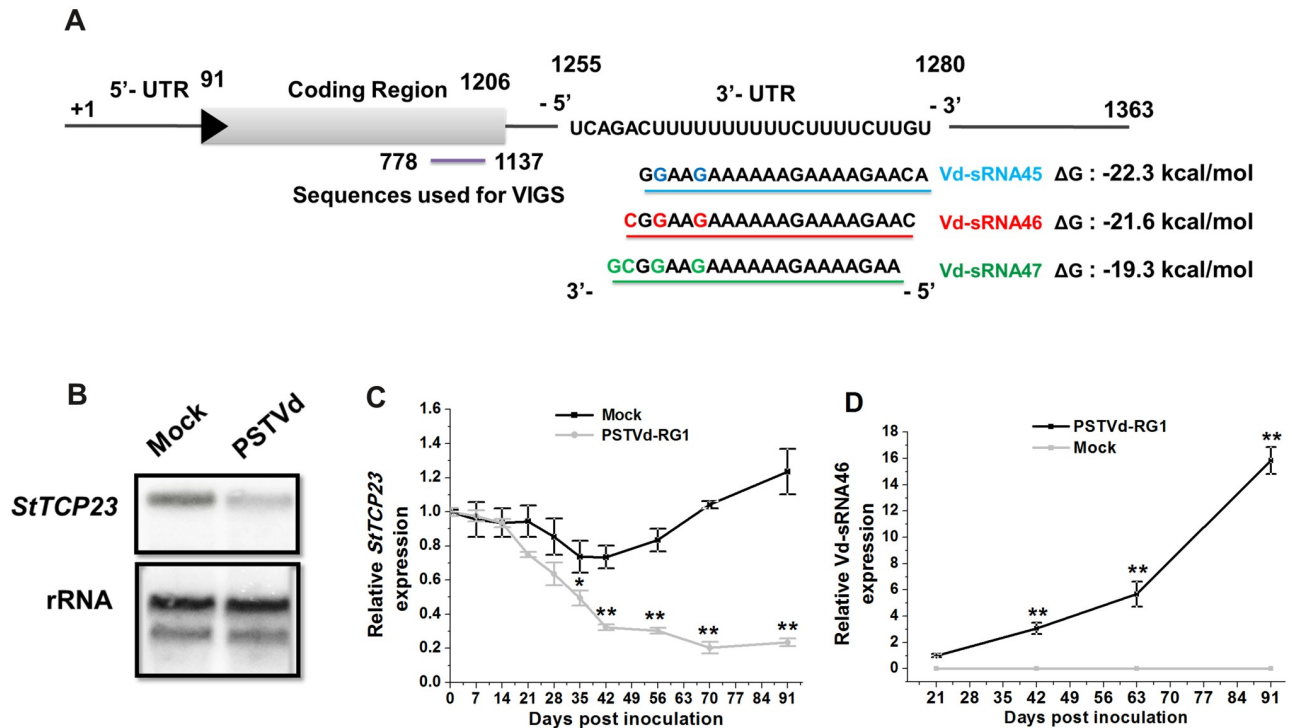 A
+1
5'- UTR
91
Coding Region
1206
1255
- 5'
3'- UTR
1280
- 3'
1363
UCAGACUUUUUUUUUUUCUUUUCUUGU
778
1137
Sequences used for VIGS
GGAAGAAAAAAGAAAAGAACA
Vd-sRNA45
ΔG : -22.3 kcal/mol
CGGAAGAAAAAAGAAAAGAAC
Vd-sRNA46
ΔG : -21.6 kcal/mol
GCGGAAGAAAAAAGAAAAGAA
Vd-sRNA47
ΔG : -19.3 kcal/mol
3'-
- 5'
B
Mock
PSTVd
StTCP23
rRNA
C
Relative StTCP23
expression
1.6
1.4
1.2
1.0
0.8
0.6
0.4
0.2
0.0
Mock
PSTVd-RG1
*
**
**
**
**
0 7 14 21 28 35 42 49 56 63 70 77 84 91
Days post inoculation
D
Relative Vd-sRNA46
expression
18
16
14
12
10
8
6
4
2
0
PSTVd-RG1
Mock
**
**
**
21 28 35 42 49 56 63 70 77 84 91
Days post inoculation